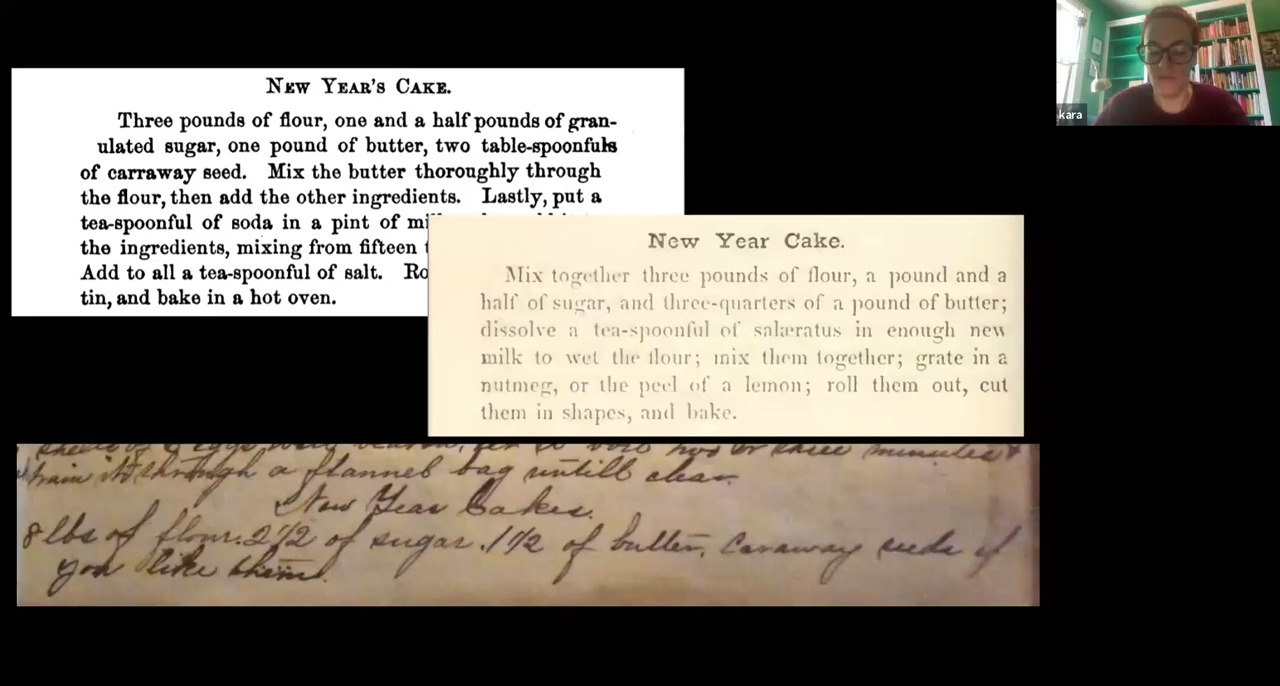 NEW YEAR'S CAKE.
Three pounds of flour, one and a half pounds of gran-
ulated sugar, one pound of butter, two table-spoonfuls
of carraway seed. Mix the butter thoroughly through
the flour, then add the other ingredients. Lastly, put a
tea-spoonful of soda in a pint of
the ingredients, mixing from fifteen
Add to all a tea-spoonful of salt.
tin, and bake in a hot oven.
New Year Cake.
Mix together three pounds of flour, a pound and a
half of sugar, and three-quarters of a pound of butter;
dissolve a tea-spoonful of salæratus in enough new
milk to wet the flour; mix them together; grate in a
nutmeg, or the peel of a lemon; roll them out, cut
them in shapes, and bake.
minutes &
through a flannel bag untill clear
New Year Cakes.
8 lbs of flour. 2 1/2 of sugar. 1 1/2 of butter, Caraway seeds if
you like them.
kara